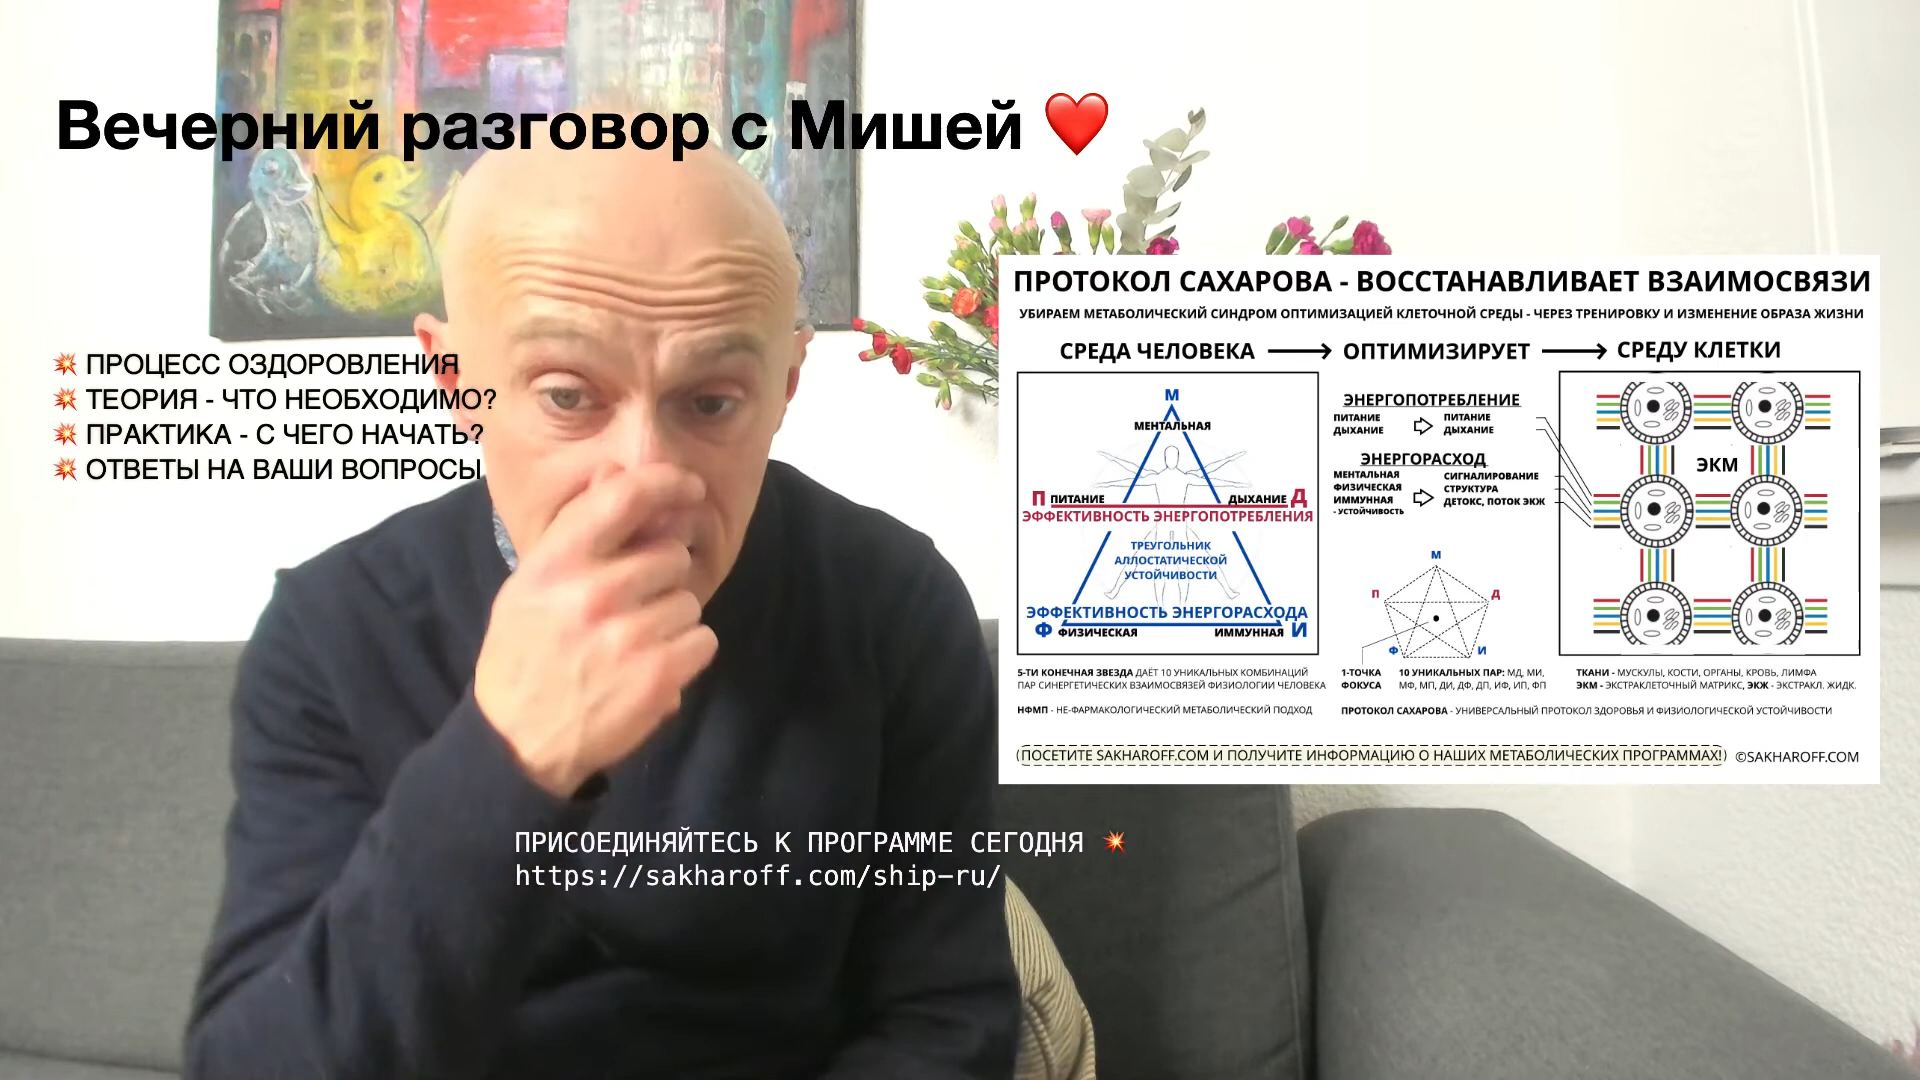 Вечерний разговор с Мишей ❤️
💥 ПРОЦЕСС ОЗДОРОВЛЕНИЯ
💥 ТЕОРИЯ - ЧТО НЕОБХОДИМО?
💥 ПРАКТИКА - С ЧЕГО НАЧАТЬ?
💥 ОТВЕТЫ НА ВАШИ ВОПРОСЫ
ПРОТОКОЛ САХАРОВА - ВОССТАНАВЛИВАЕТ ВЗАИМОСВЯЗИ
УБИРАЕМ МЕТАБОЛИЧЕСКИЙ СИНДРОМ ОПТИМИЗАЦИЕЙ КЛЕТОЧНОЙ СРЕДЫ - ЧЕРЕЗ ТРЕНИРОВКУ И ИЗМЕНЕНИЕ ОБРАЗА ЖИЗНИ
СРЕДА ЧЕЛОВЕКА → ОПТИМИЗИРУЕТ → СРЕДУ КЛЕТКИ
М
МЕНТАЛЬНАЯ
П ПИТАНИЕ
ДЫХАНИЕ Д
ЭФФЕКТИВНОСТЬ ЭНЕРГОПОТРЕБЛЕНИЯ
ТРЕУГОЛЬНИК
АЛЛОСТАТИЧЕСКОЙ
УСТОЙЧИВОСТИ
ЭФФЕКТИВНОСТЬ ЭНЕРГОРАСХОДА
Ф ФИЗИЧЕСКАЯ
ИММУННАЯ И
ЭНЕРГОПОТРЕБЛЕНИЕ
ПИТАНИЕ
ДЫХАНИЕ
ПИТАНИЕ
ДЫХАНИЕ
ЭНЕРГОРАСХОД
МЕНТАЛЬНАЯ
ФИЗИЧЕСКАЯ
ИММУННАЯ
- УСТОЙЧИВОСТЬ
СИГНАЛИРОВАНИЕ
СТРУКТУРА
ДЕТОКС, ПОТОК ЭКЖ
М
П
Д
Ф
И
ЭКМ
5-ТИ КОНЕЧНАЯ ЗВЕЗДА ДАЁТ 10 УНИКАЛЬНЫХ КОМБИНАЦИЙ
ПАР СИНЕРГЕТИЧЕСКИХ ВЗАИМОСВЯЗЕЙ ФИЗИОЛОГИИ ЧЕЛОВЕКА
1-ТОЧКА
ФОКУСА
10 УНИКАЛЬНЫХ ПАР: МД, МИ,
МФ, МП, ДИ, ДФ, ДП, ИФ, ИП, ФП
ТКАНИ - МУСКУЛЫ, КОСТИ, ОРГАНЫ, КРОВЬ, ЛИМФА
ЭКМ - ЭКСТРАКЛЕТОЧНЫЙ МАТРИКС, ЭКЖ - ЭКСТРАКЛ. ЖИДК.
НФМП - НЕ-ФАРМАКОЛОГИЧЕСКИЙ МЕТАБОЛИЧЕСКИЙ ПОДХОД
ПРОТОКОЛ САХАРОВА - УНИВЕРСАЛЬНЫЙ ПРОТОКОЛ ЗДОРОВЬЯ И ФИЗИОЛОГИЧЕСКОЙ УСТОЙЧИВОСТИ
ПОСЕТИТЕ SAKHAROFF.COM И ПОЛУЧИТЕ ИНФОРМАЦИЮ О НАШИХ МЕТАБОЛИЧЕСКИХ ПРОГРАММАХ! ©SAKHAROFF.COM
ПРИСОЕДИНЯЙТЕСЬ К ПРОГРАММЕ СЕГОДНЯ 💥
https://sakharoff.com/ship-ru/